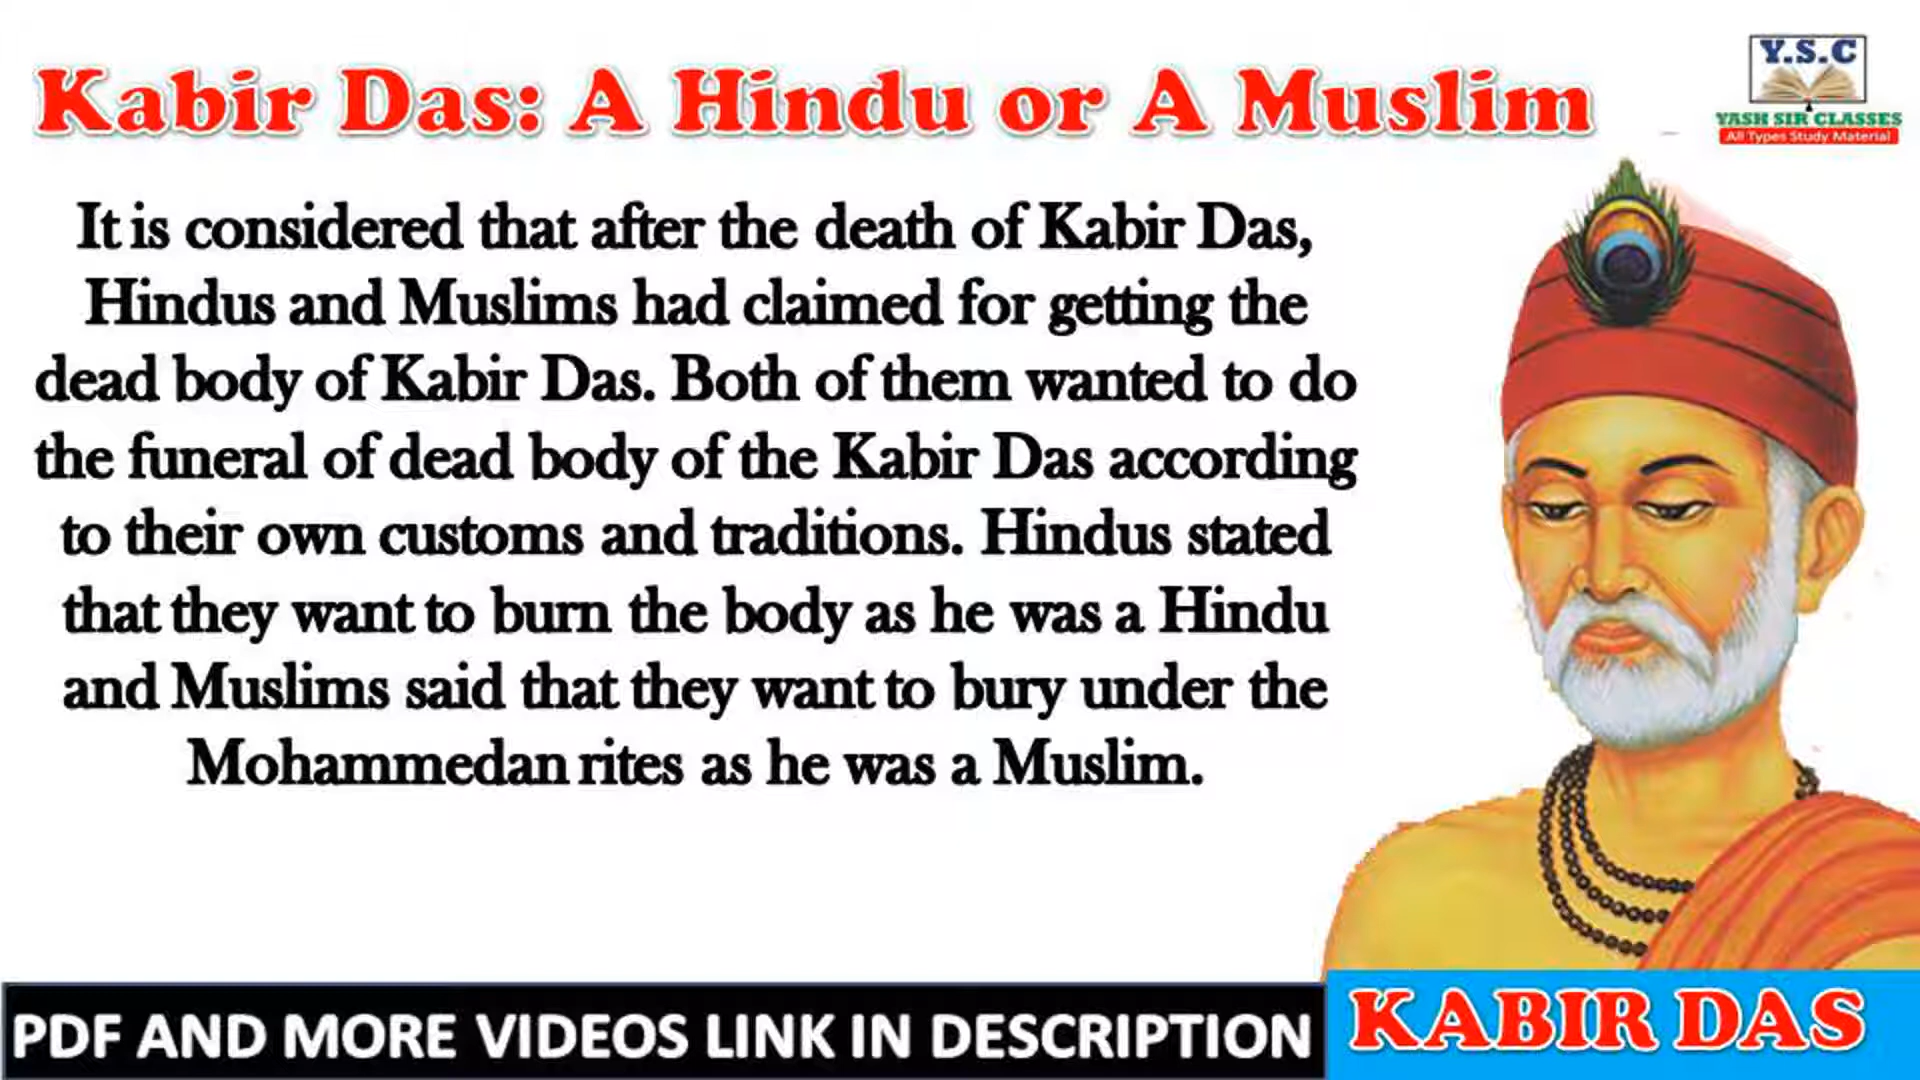 Kabir Das: A Hindu or A Muslim
Y.S.C
YASH SIR CLASSES
All Types Study Material
It is considered that after the death of Kabir Das,
Hindus and Muslims had claimed for getting the
dead body of Kabir Das. Both of them wanted to do
the funeral of dead body of the Kabir Das according
to their own customs and traditions. Hindus stated
that they want to burn the body as he was a Hindu
and Muslims said that they want to bury under the
Mohammedan rites as he was a Muslim.
PDF AND MORE VIDEOS LINK IN DESCRIPTION
KABIR DAS